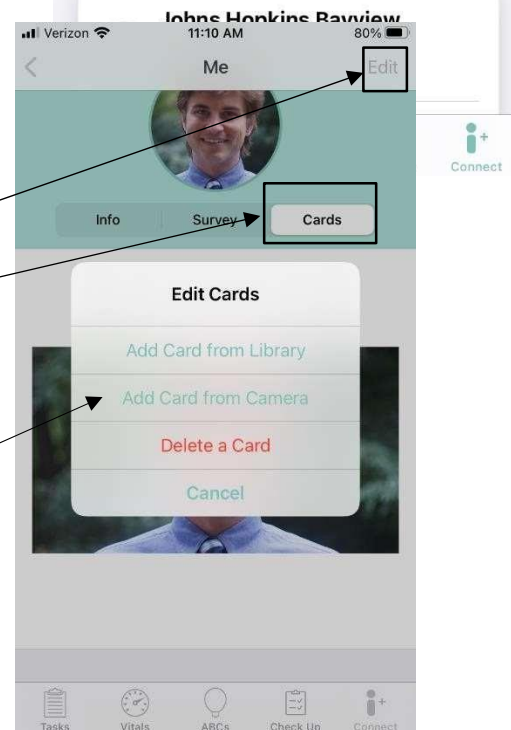 Johns Hopkins Bayview
Verizon 11:10 AM 80%
Me Edit
Connect
Info Survey Cards
Edit Cards
Add Card from Library
Add Card from Camera
Delete a Card
Cancel
Tasks Vitals ABCs Check Up Connect